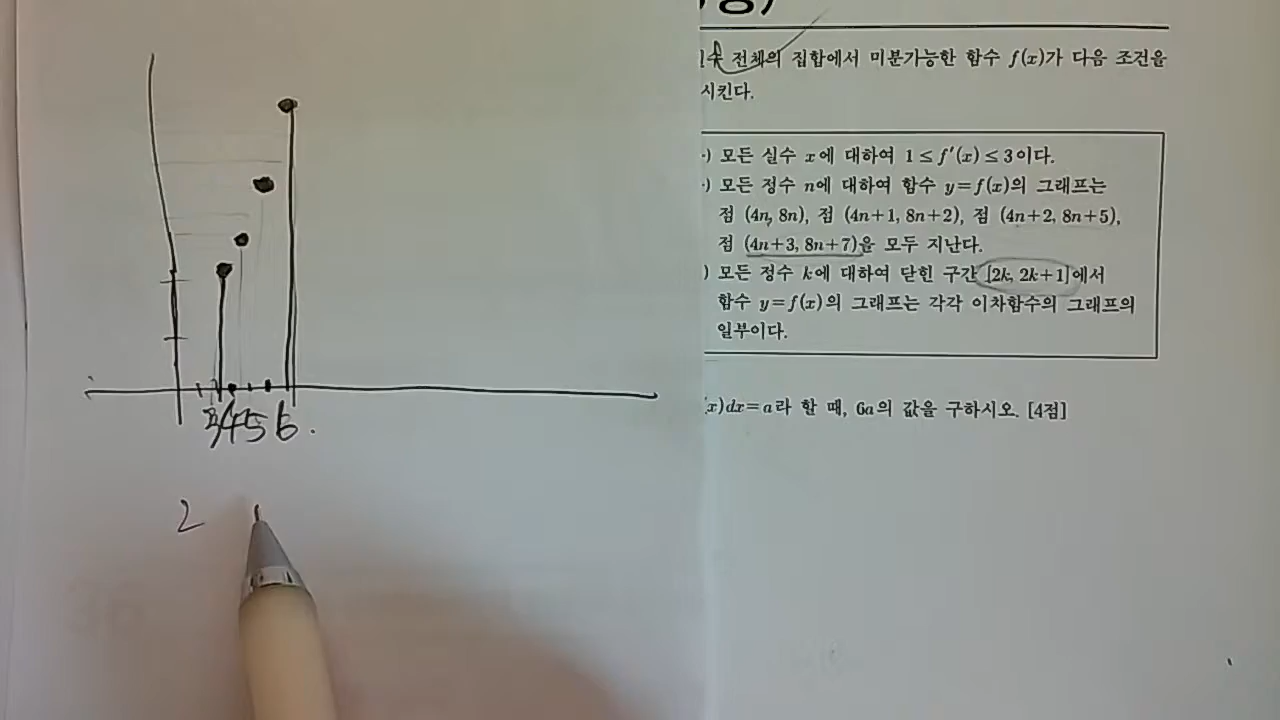 전체의 집합에서 미분가능한 함수 f(x)가 다음 조건을
시킨다.
) 모든 실수 x에 대하여 1≤f′(x)≤3이다.
) 모든 정수 n에 대하여 함수 y=f(x)의 그래프는
점 (4n, 8n), 점 (4n+1, 8n+2), 점 (4n+2, 8n+5),
점 (4n+3, 8n+7)을 모두 지난다.
) 모든 정수 k에 대하여 닫힌 구간 [2k, 2k+1]에서
함수 y=f(x)의 그래프는 각각 이차함수의 그래프의
일부이다.
x)dx=a라 할 때, 6a의 값을 구하시오. [4점]
3 4 5 6 .
2